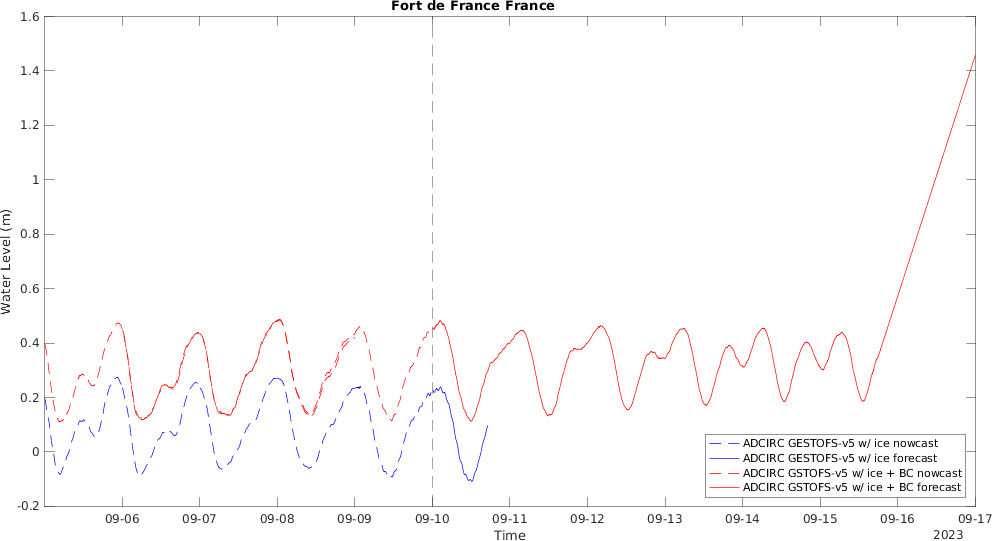 Fort de France France
1.6
1.4
1.2
1
0.8
0.6
0.4
0.2
0
-0.2
Water Level (m)
09-06 09-07 09-08 09-09 09-10 09-11 09-12 09-13 09-14 09-15 09-16 09-17
Time
2023
ADCIRC GESTOFS-v5 w/ ice nowcast
ADCIRC GESTOFS-v5 w/ ice forecast
ADCIRC GSTOFS-v5 w/ ice + BC nowcast
ADCIRC GSTOFS-v5 w/ ice + BC forecast